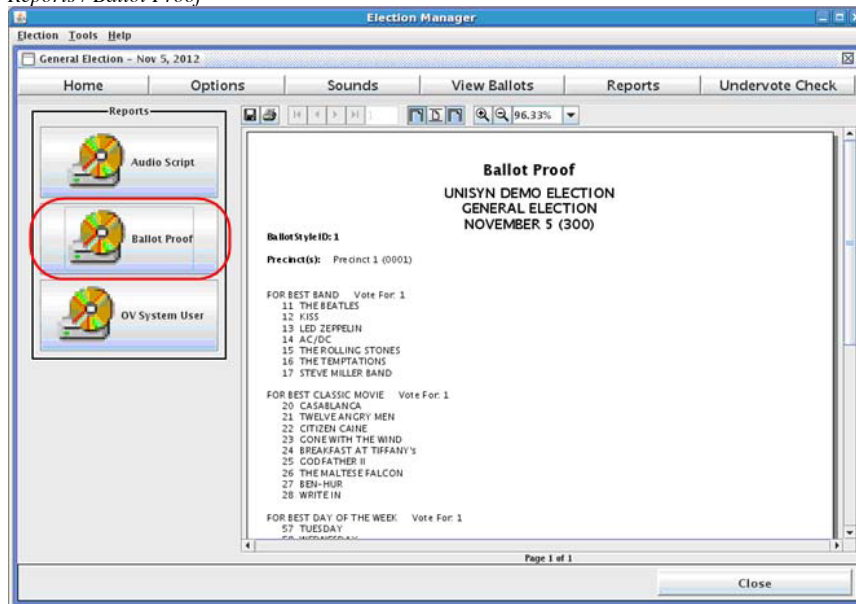 Reports / Ballot Proof
Election Manager
Election Tools Help
General Election - Nov 5, 2012
Home Options Sounds View Ballots Reports Undervote Check
Reports
Audio Script
Ballot Proof
OV System User
96.33%
Ballot Proof
UNISYN DEMO ELECTION
GENERAL ELECTION
NOVEMBER 5 (300)
BallotStyleID: 1
Precinct(s): Precinct 1 (0001)
FOR BEST BAND Vote For: 1
11 THE BEATLES
12 KISS
13 LED ZEPPELIN
14 AC/DC
15 THE ROLLING STONES
16 THE TEMPTATIONS
17 STEVE MILLER BAND
FOR BEST CLASSIC MOVIE Vote For: 1
20 CASABLANCA
21 TWELVE ANGRY MEN
22 CITIZEN CAINE
23 GONE WITH THE WIND
24 BREAKFAST AT TIFFANY's
25 GODFATHER II
26 THE MALTESE FALCON
27 BEN-HUR
28 WRITE IN
FOR BEST DAY OF THE WEEK Vote For: 1
57 TUESDAY
Page 1 of 1
Close